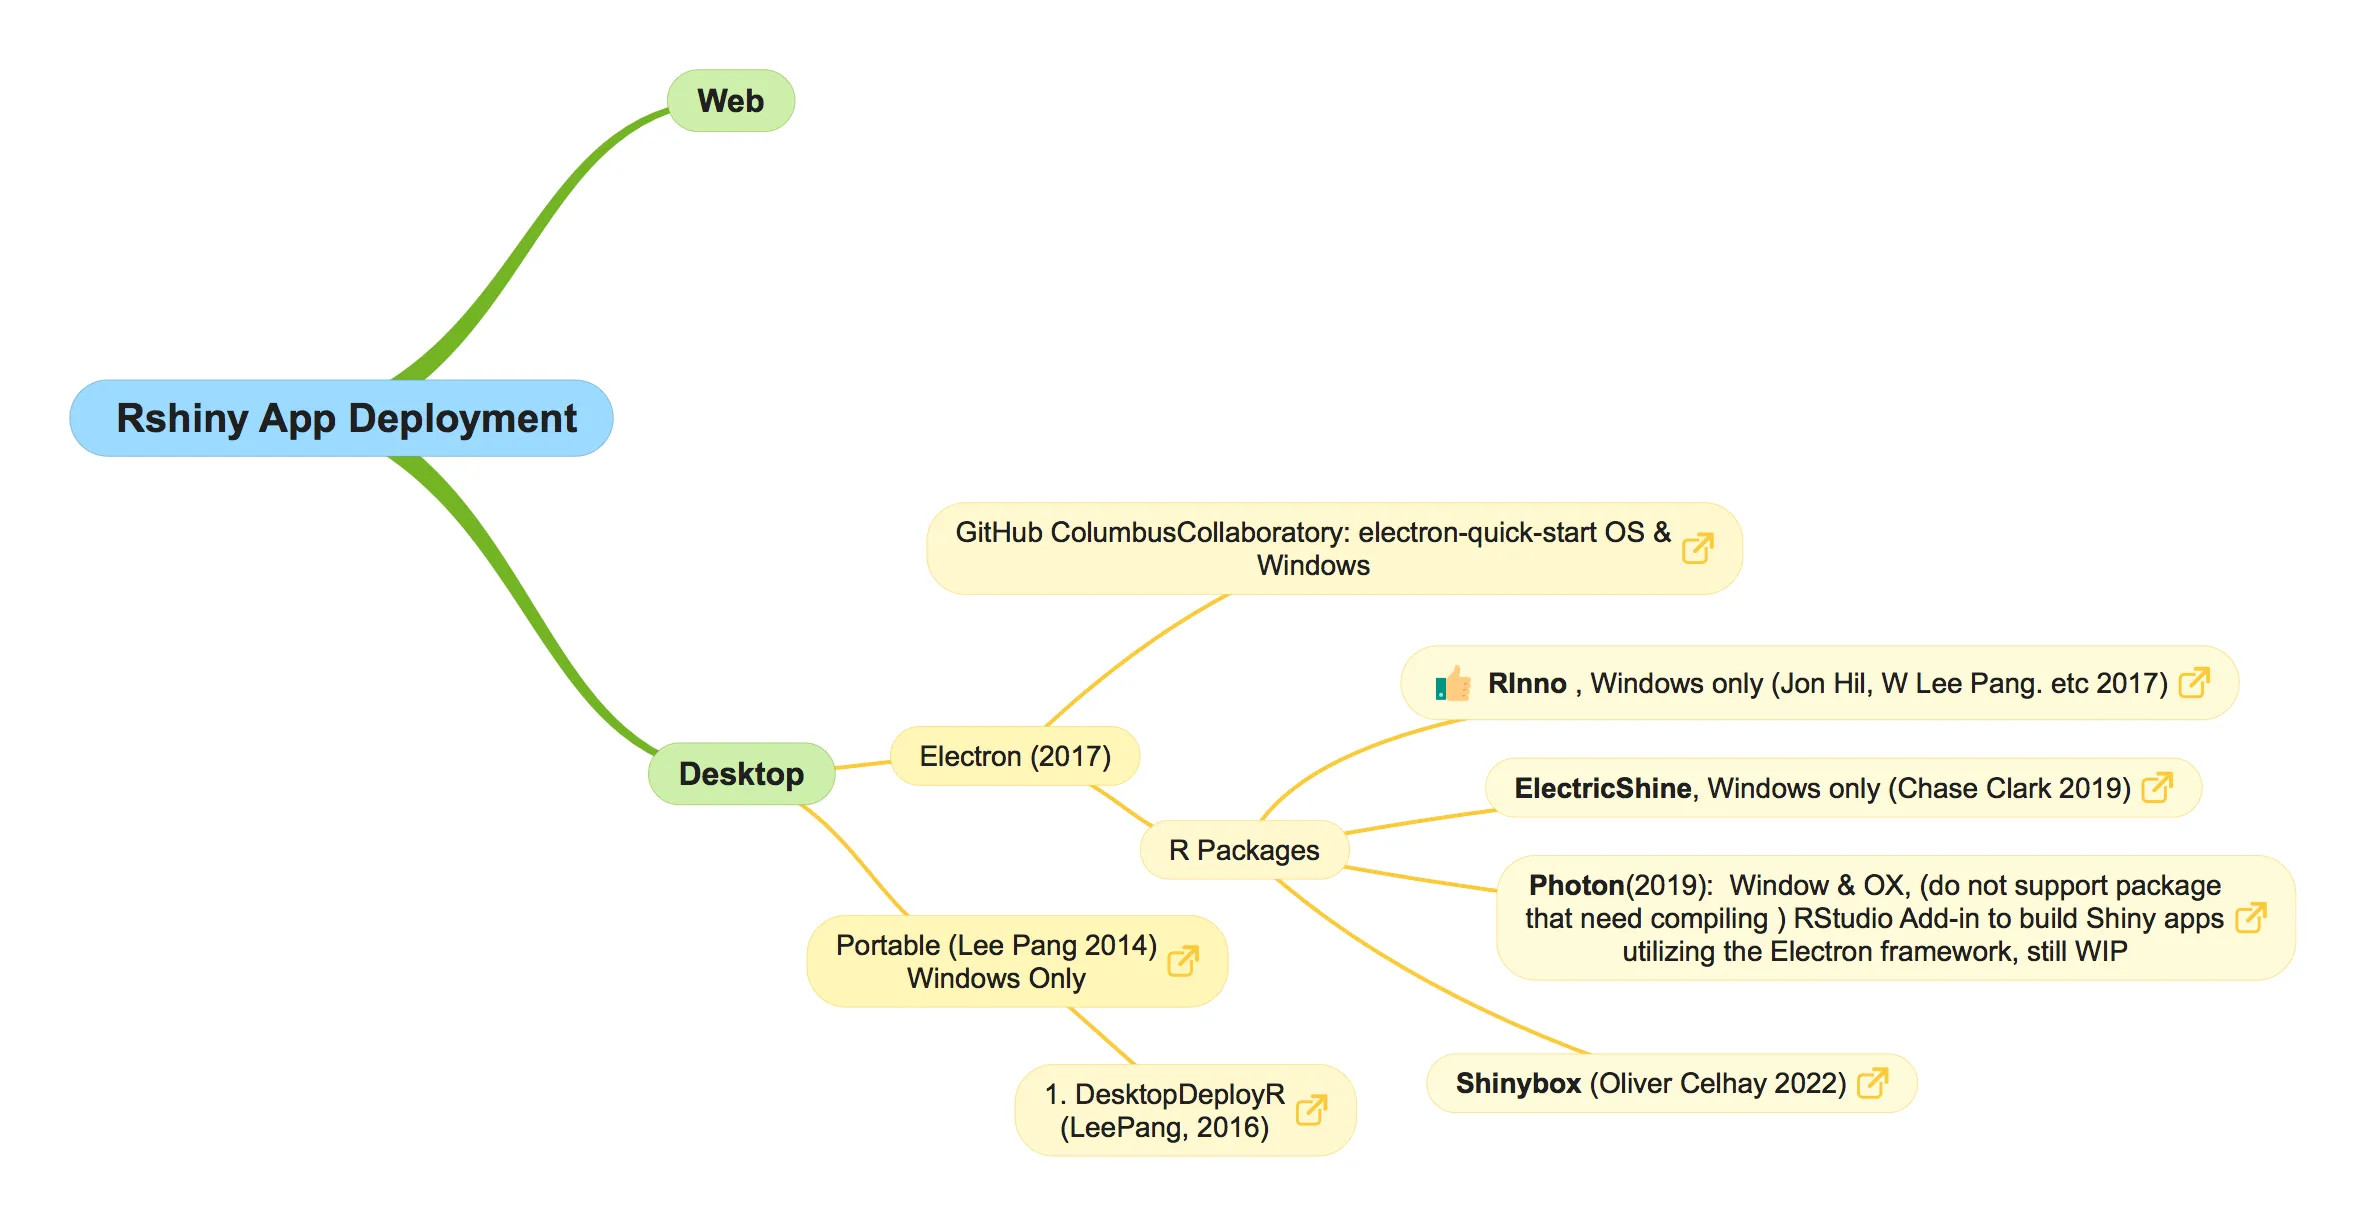 Web
Rshiny App Deployment
GitHub ColumbusCollaboratory: electron-quick-start OS &
Windows
RInno , Windows only (Jon Hil, W Lee Pang. etc 2017)
Electron (2017)
Desktop
ElectricShine, Windows only (Chase Clark 2019)
R Packages
Photon(2019):  Window & OX, (do not support package
that need compiling ) RStudio Add-in to build Shiny apps
utilizing the Electron framework, still WIP
Portable (Lee Pang 2014)
Windows Only
Shinybox (Oliver Celhay 2022)
1. DesktopDeployR
(LeePang, 2016)